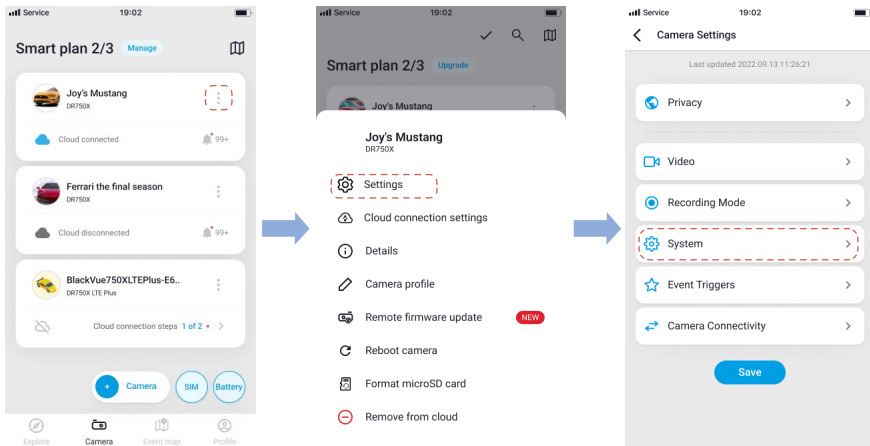 Service 19:02
Smart plan 2/3 Manage
Joy's Mustang
DR750X
Cloud connected 99+
Ferrari the final season
DR750X
Cloud disconnected 99+
BlackVue750XLTEPlus-E6..
DR750X LTE Plus
Cloud connection steps 1 of 2
+ Camera SIM Battery
Explore Camera Event map Profile
Service 19:02
Smart plan 2/3 Upgrade
Joy's Mustang
Joy's Mustang
DR750X
Settings
Cloud connection settings
Details
Camera profile
Remote firmware update NEW
Reboot camera
Format microSD card
Remove from cloud
Service 19:02
Camera Settings
Last updated 2022.09.13 11:26:21
Privacy
Video
Recording Mode
System
Event Triggers
Camera Connectivity
Save